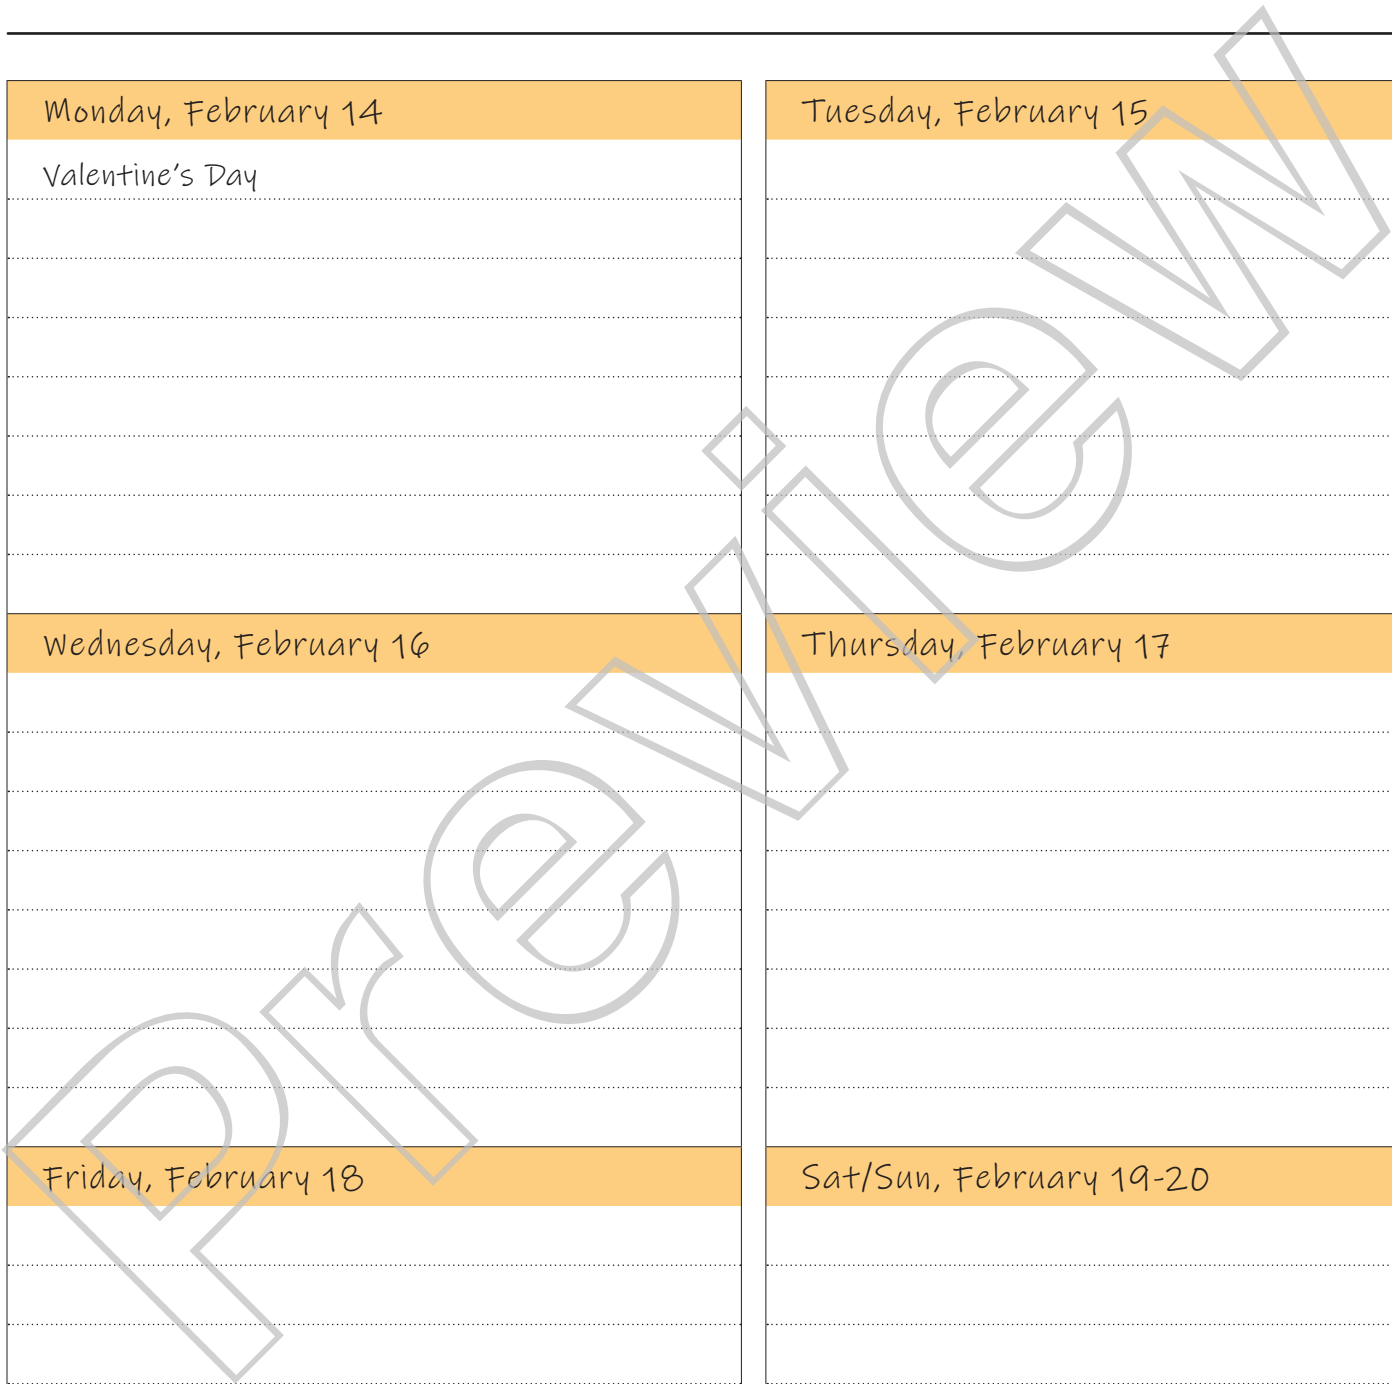 Monday, February 14
Valentine's Day
Tuesday, February 15
Wednesday, February 16
Thursday, February 17
Friday, February 18
Sat/Sun, February 19-20
Preview